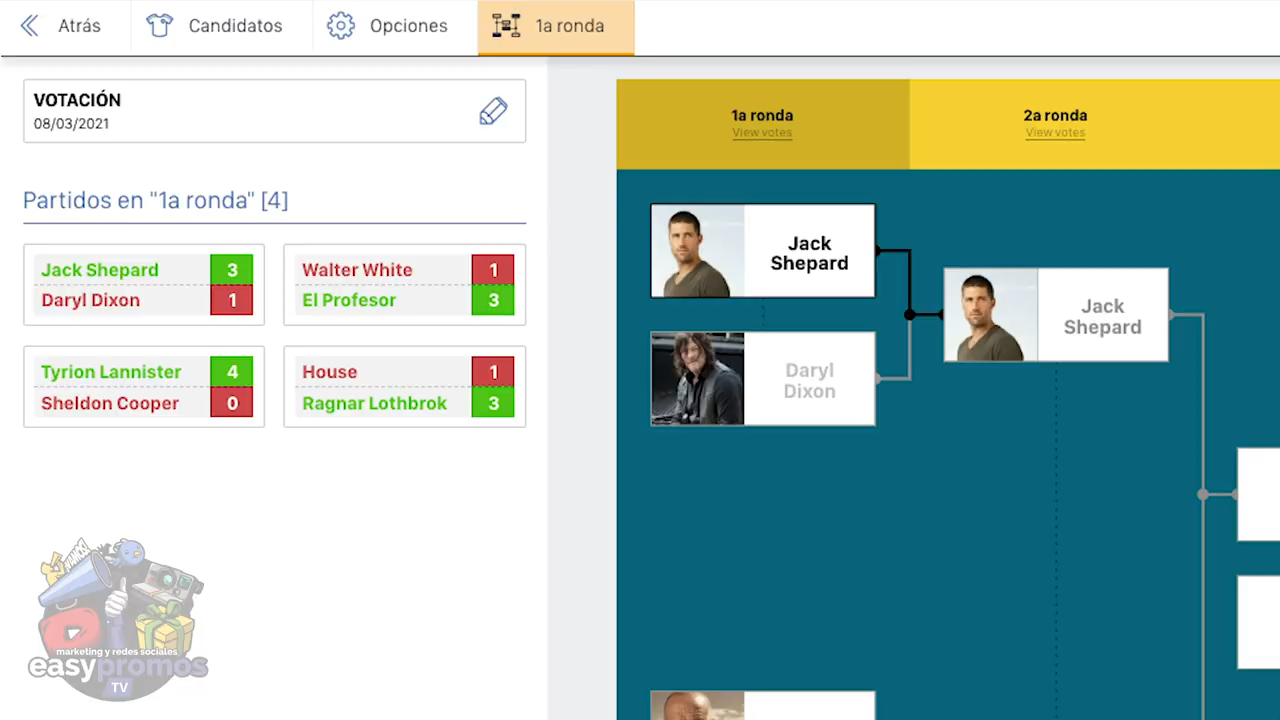 Atrás
Candidatos
Opciones
1a ronda
VOTACIÓN
08/03/2021
Partidos en "1a ronda" [4]
Jack Shepard 3
Daryl Dixon 1
Walter White 1
El Profesor 3
Tyrion Lannister 4
Sheldon Cooper 0
House 1
Ragnar Lothbrok 3
1a ronda
View votes
2a ronda
View votes
Jack
Shepard
Daryl
Dixon
Jack
Shepard
marketing y redes sociales
easypromos
TV